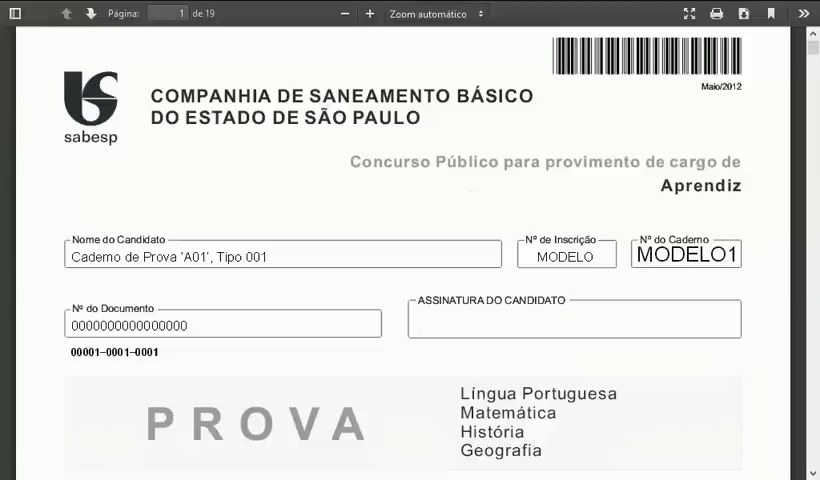 Página: 1 de 19
Zoom automático
Maio/2012
sabesp
COMPANHIA DE SANEAMENTO BÁSICO
DO ESTADO DE SÃO PAULO
Concurso Público para provimento de cargo de
Aprendiz
Nome do Candidato
Caderno de Prova 'A01', Tipo 001
Nº de Inscrição
MODELO
Nº do Caderno
MODELO1
Nº do Documento
0000000000000000
ASSINATURA DO CANDIDATO
00001-0001-0001
PROVA
Língua Portuguesa
Matemática
História
Geografia